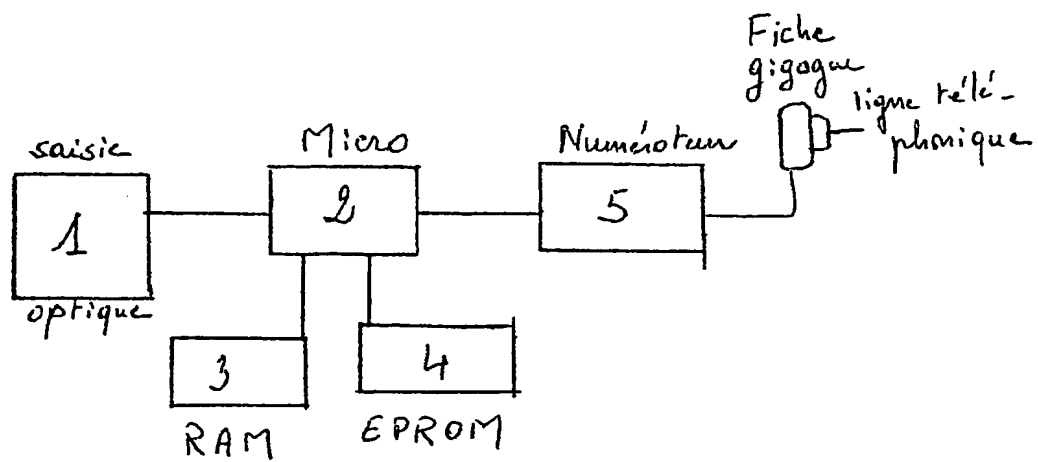 Fiche
gigogne
ligne télé-
phonique
saisie
1
optique
Micro
2
Numéroteur
5
3
RAM
4
EPROM